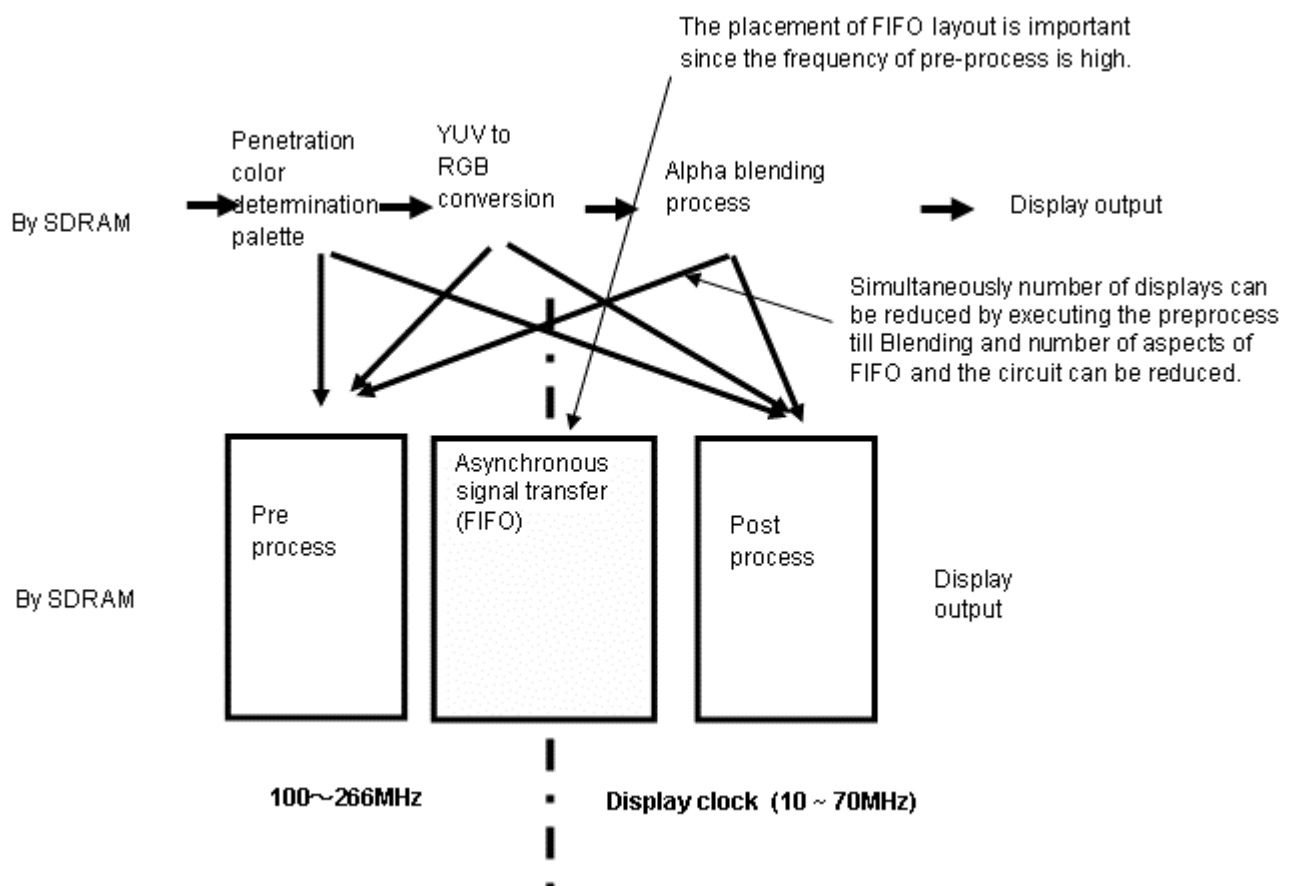 The placement of FIFO layout is important
since the frequency of pre-process is high.
By SDRAM
Penetration
color
determination
palette
YUV to
RGB
conversion
Alpha blending
process
Display output
Simultaneously number of displays can
be reduced by executing the preprocess
till Blending and number of aspects of
FIFO and the circuit can be reduced.
By SDRAM
Pre
process
Asynchronous
signal transfer
(FIFO)
Post
process
Display
output
100～266MHz
Display clock (10 ~ 70MHz)